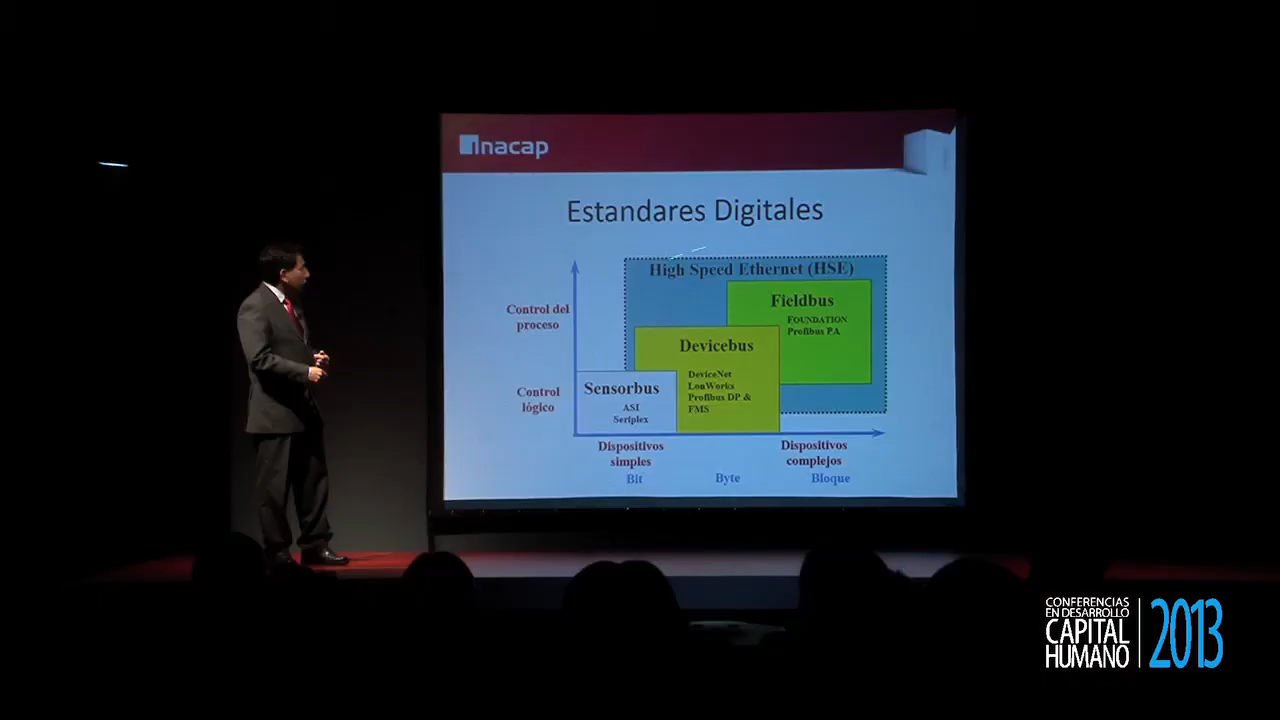 inacap
Estandares Digitales
High Speed Ethernet (HSE)
Control del
proceso
Fieldbus
FOUNDATION
Profibus PA
Devicebus
DeviceNet
LonWorks
Profibus DP &
FMS
Control
lógico
Sensorbus
ASI
Seriplex
Dispositivos
simples
Dispositivos
complejos
Bit
Byte
Bloque
CONFERENCIAS
EN DESARROLLO
CAPITAL
HUMANO
2013